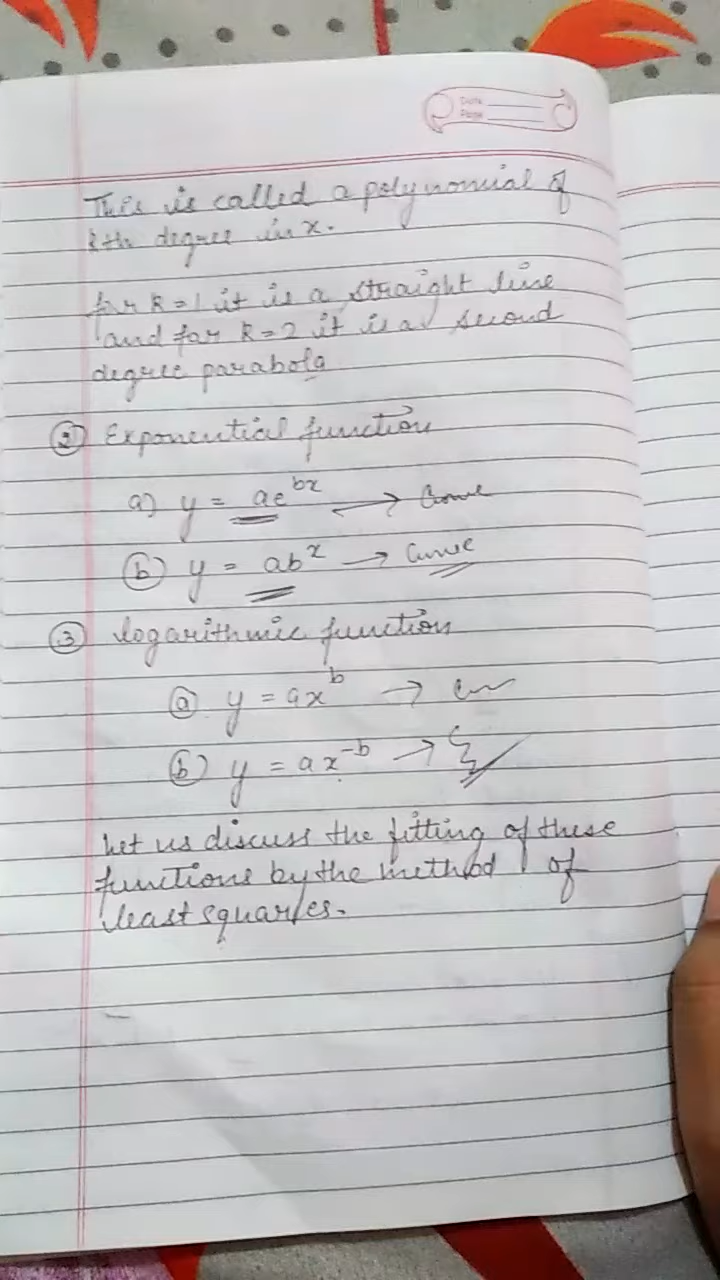 Date
Page
This is called a polynomial of
kth degree in x.
for k=1 it is a straight line
and for k=2 it is a second
degree parabola
② Exponential function
a) y = ae^bx → Curve
ⓑ y = ab^x → Curve
③ logarithmic function
ⓐ y = ax^b →
ⓑ y = ax^-b →
Let us discuss the fitting of these
functions by the method of
least squares.